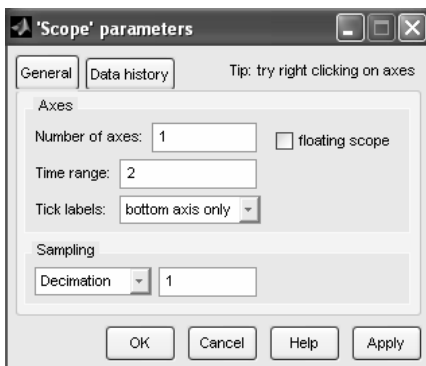 'Scope' parameters
General Data history Tip: try right clicking on axes
Axes
Number of axes: 1 floating scope
Time range: 2
Tick labels: bottom axis only
Sampling
Decimation 1
OK Cancel Help Apply